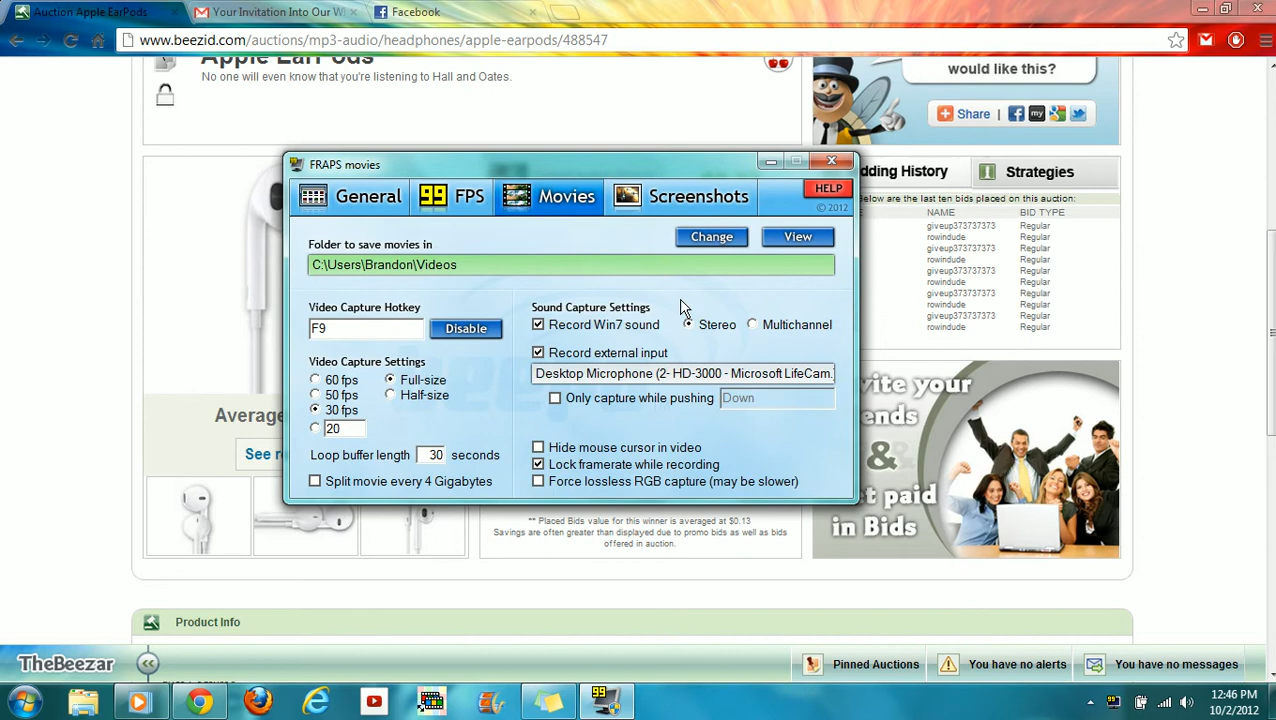 Auction Apple EarPods
Your Invitation Into Our Wi
Facebook
www.beezid.com/auctions/mp3-audio/headphones/apple-earpods/488547
Apple EarPods
No one will even know that you're listening to Hall and Oates.
would like this?
Share
my
dding History
Strategies
elow are the last ten bids placed on this auction:
NAME BID TYPE
giveup373737373 Regular
rowindude Regular
giveup373737373 Regular
rowindude Regular
giveup373737373 Regular
rowindude Regular
giveup373737373 Regular
rowindude Regular
giveup373737373 Regular
rowindude Regular
FRAPS movies
General
99 FPS
Movies
Screenshots
HELP
© 2012
Folder to save movies in
Change
View
C:\Users\Brandon\Videos
Video Capture Hotkey
F9
Disable
Video Capture Settings
60 fps
50 fps
30 fps
20
Full-size
Half-size
Loop buffer length 30 seconds
Split movie every 4 Gigabytes
Sound Capture Settings
Record Win7 sound
Stereo
Multichannel
Record external input
Desktop Microphone (2- HD-3000 - Microsoft LifeCam.
Only capture while pushing
Down
Hide mouse cursor in video
Lock framerate while recording
Force lossless RGB capture (may be slower)
Average
See re
** Placed Bids value for this winner is averaged at $0.13
Savings are often greater than displayed due to promo bids as well as bids
offered in auction.
vite your
ends
&
et paid
in Bids
Product Info
TheBeezar
Pinned Auctions
You have no alerts
You have no messages
99
12:46 PM
10/2/2012